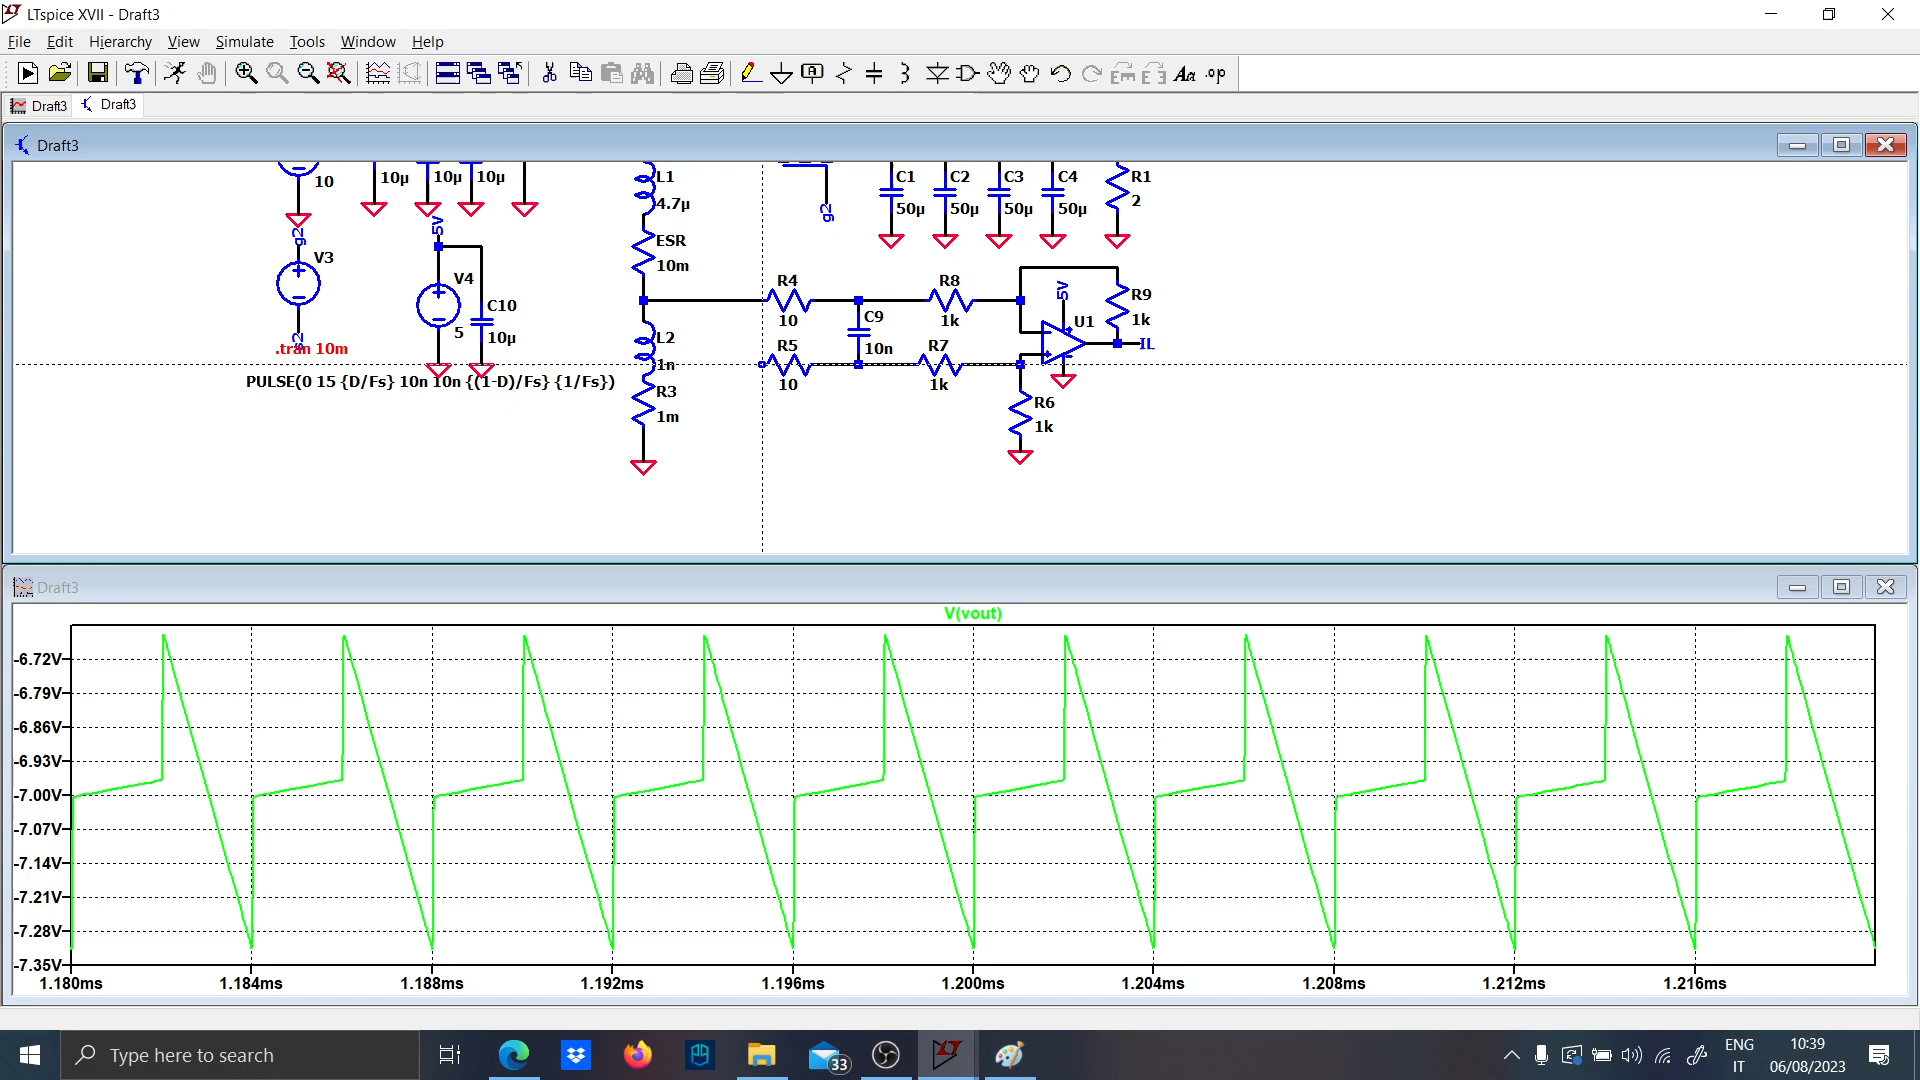 LTspice XVII - Draft3
File Edit Hierarchy View Simulate Tools Window Help
Draft3 Draft3
Draft3
10 10µ 10µ 10µ
L1
4.7µ
g2
C1 C2 C3 C4 R1
50µ 50µ 50µ 50µ 2
g2
V3
5V
V4
5
C10
10µ
ESR
10m
s2
.tran 10m
PULSE(0 15 {D/Fs} 10n 10n {(1-D)/Fs} {1/Fs})
L2
1n
R3
1m
R4
10
R8
1k
C9
10n
R5
10
R7
1k
5V
U1
R9
1k
IL
R6
1k
Draft3
V(vout)
-6.72V
-6.79V
-6.86V
-6.93V
-7.00V
-7.07V
-7.14V
-7.21V
-7.28V
-7.35V
1.180ms 1.184ms 1.188ms 1.192ms 1.196ms 1.200ms 1.204ms 1.208ms 1.212ms 1.216ms
Type here to search
33
ENG
IT
10:39
06/08/2023